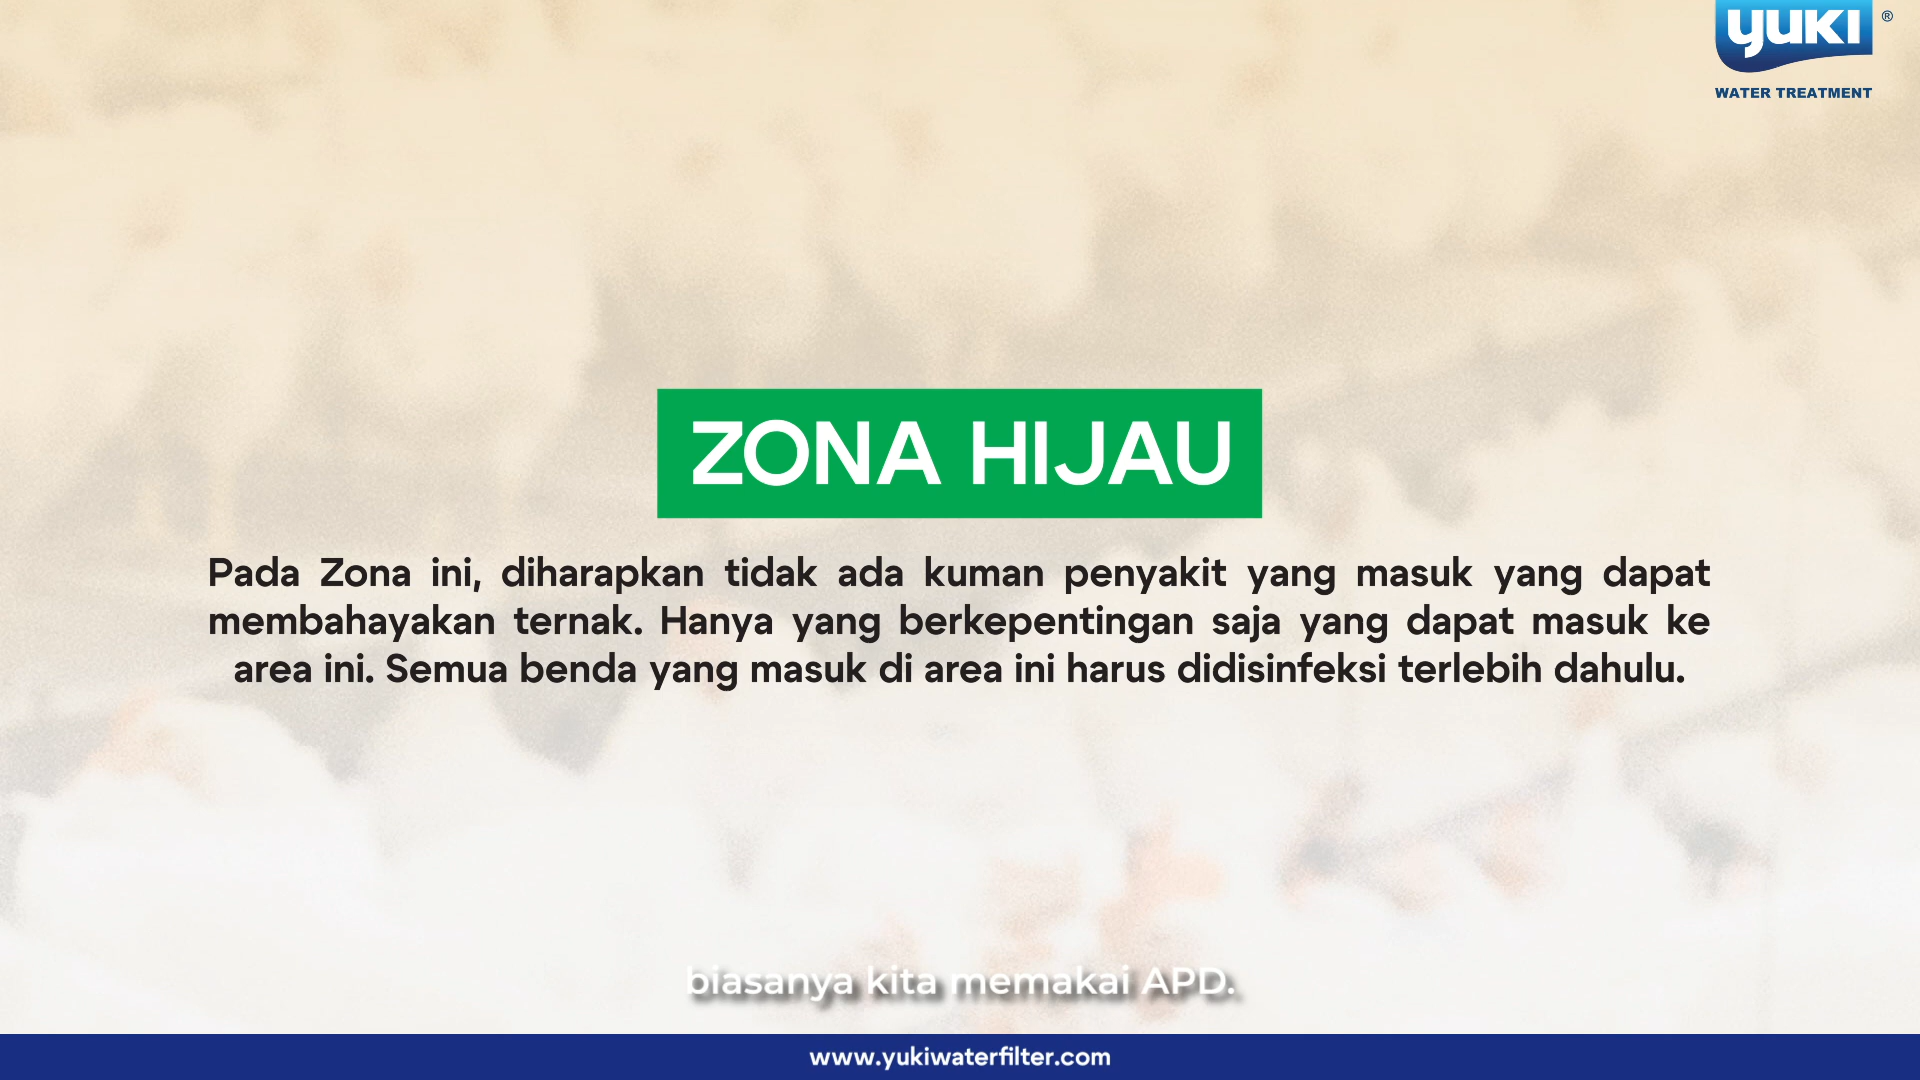 yuki ®
WATER TREATMENT
ZONA HIJAU
Pada Zona ini, diharapkan tidak ada kuman penyakit yang masuk yang dapat
membahayakan ternak. Hanya yang berkepentingan saja yang dapat masuk ke
area ini. Semua benda yang masuk di area ini harus didisinfeksi terlebih dahulu.
biasanya kita memakai APD.
www.yukiwaterfilter.com